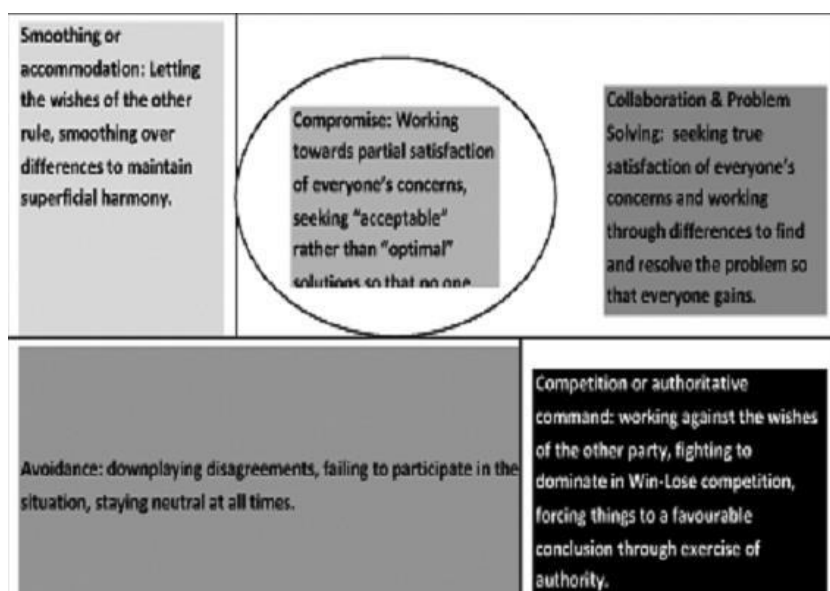 Smoothing or
accommodation: Letting
the wishes of the other
rule, smoothing over
differences to maintain
superficial harmony.
Compromise: Working
towards partial satisfaction
of everyone's concerns,
seeking "acceptable"
rather than "optimal"
solutions so that no one
Collaboration & Problem
Solving: seeking true
satisfaction of everyone's
concerns and working
through differences to find
and resolve the problem so
that everyone gains.
Avoidance: downplaying disagreements, failing to participate in the
situation, staying neutral at all times.
Competition or authoritative
command: working against the wishes
of the other party, fighting to
dominate in Win-Lose competition,
forcing things to a favourable
conclusion through exercise of
authority.